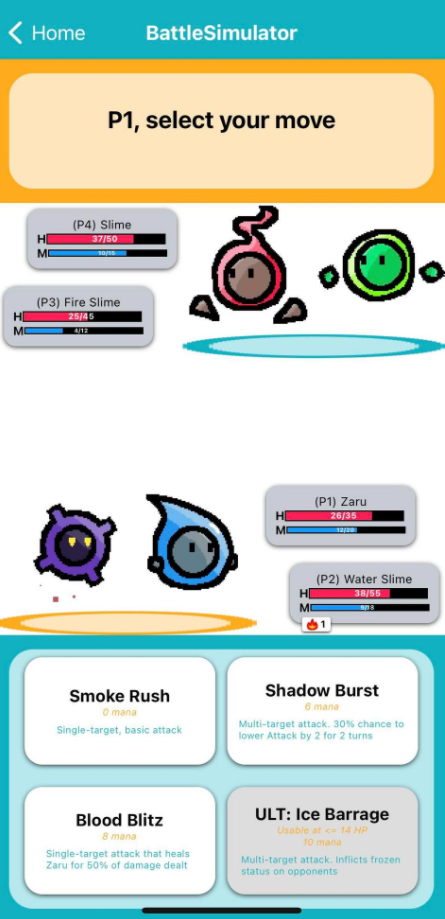 Home
BattleSimulator
P1, select your move
(P4) Slime
H 37/50
M 10/15
(P3) Fire Slime
H 25/45
M 4/12
(P1) Zaru
H 26/35
M 12/20
(P2) Water Slime
H 38/55
M
1
Smoke Rush
0 mana
Single-target, basic attack
Shadow Burst
6 mana
Multi-target attack. 30% chance to
lower Attack by 2 for 2 turns
Blood Blitz
8 mana
Single-target attack that heals
Zaru for 50% of damage dealt
ULT: Ice Barrage
Usable at <= 14 HP
10 mana
Multi-target attack. Inflicts frozen
status on opponents